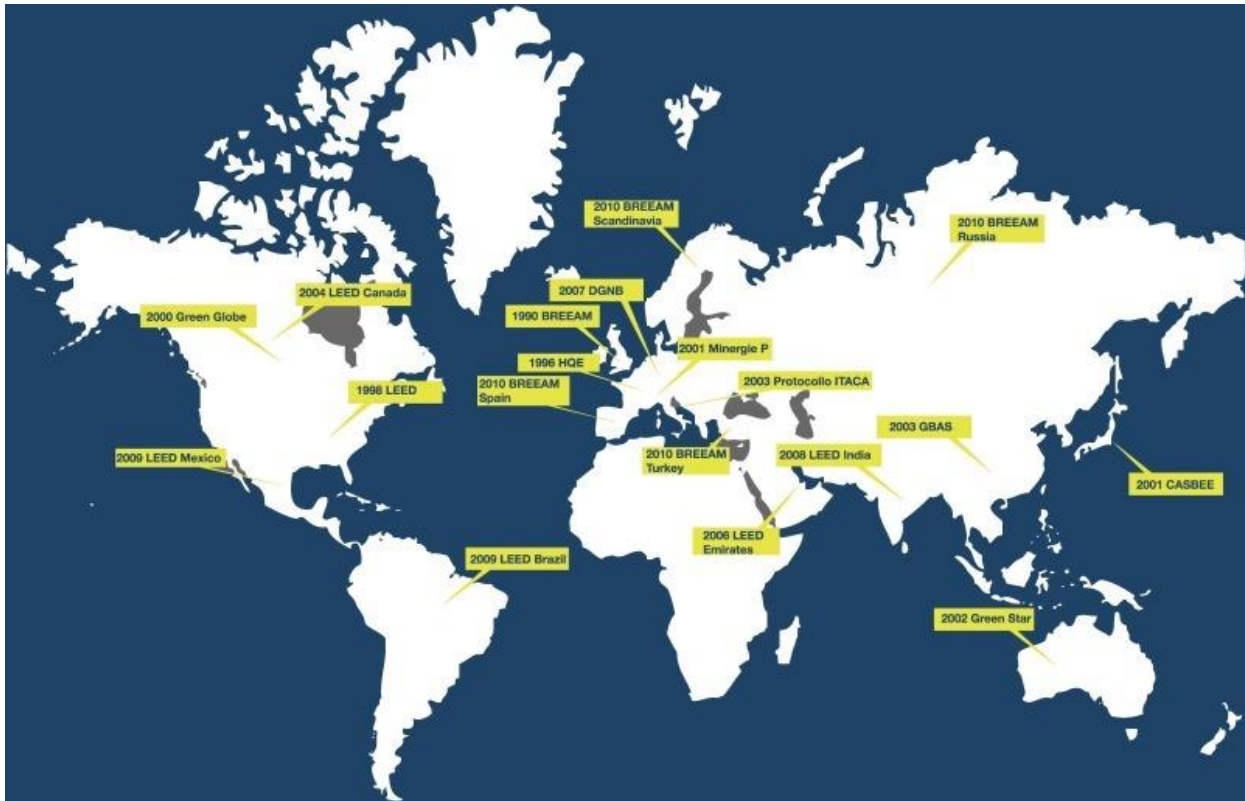 2010 BREEAM
Scandinavia
2010 BREEAM
Russia
2004 LEED Canada
2007 DGNB
2000 Green Globe
1990 BREEAM
2001 Minergie P
1996 HQE
2003 Protocollo ITACA
1998 LEED
2010 BREEAM
Spain
2003 GBAS
2009 LEED Mexico
2010 BREEAM
Turkey
2008 LEED India
2001 CASBEE
2006 LEED
Emirates
2009 LEED Brazil
2002 Green Star